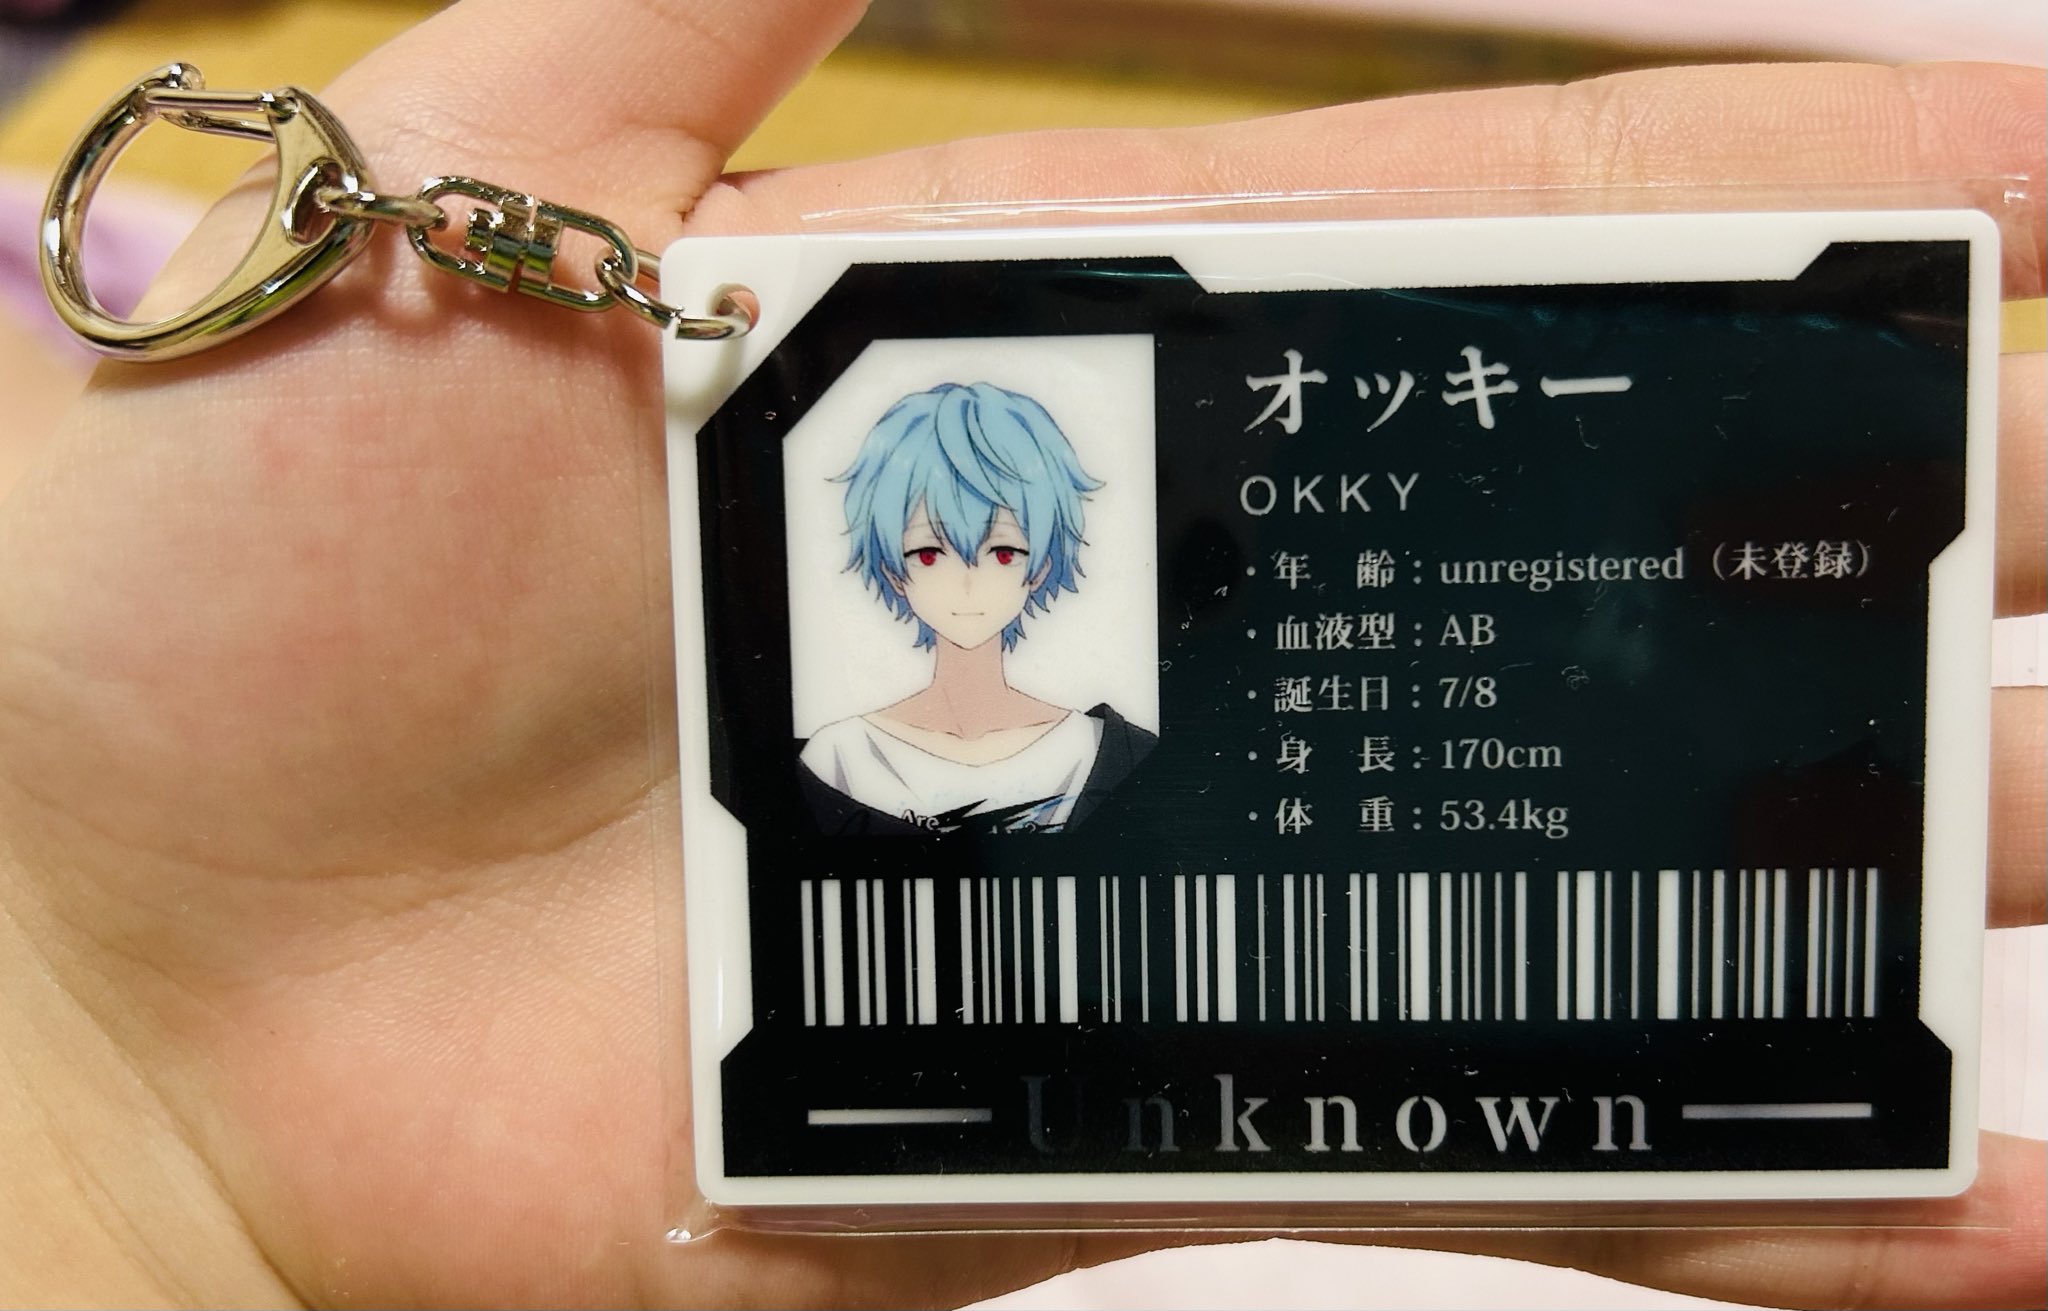 オッキー
OKKY
・年　齢：unregistered（未登録）
・血液型：AB
・誕生日：7/8
・身　長：170cm
・体　重：53.4kg
Unknown